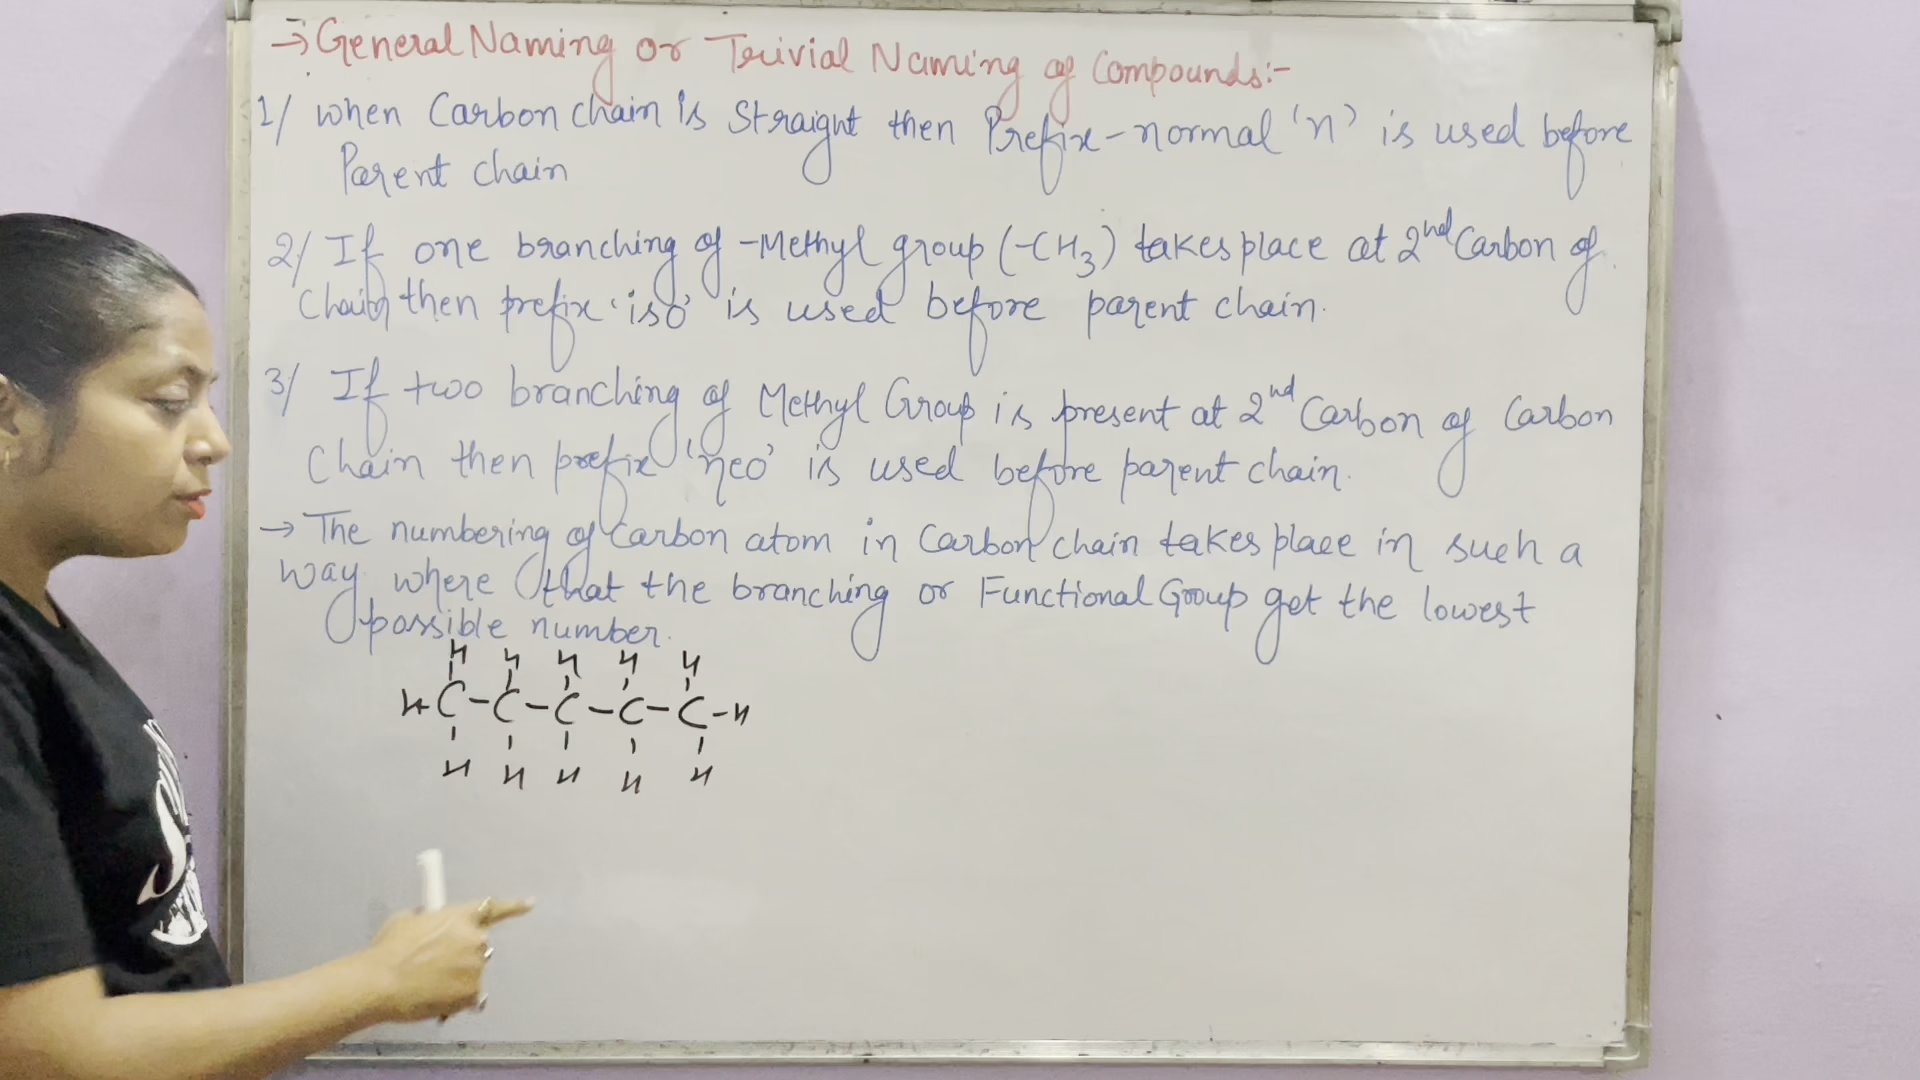 → General Naming or Trivial Naming of Compounds:-
1/ when Carbon chain is Straight then Prefix - normal 'n' is used before
Parent chain
2/ If one branching of -Methyl group (-CH3) takes place at 2nd Carbon of
Chain then prefix 'iso' is used before parent chain.
3/ If two branching of Methyl Group is present at 2nd Carbon of Carbon
Chain then prefix 'neo' is used before parent chain.
→ The numbering of Carbon atom in Carbon chain takes place in such a
way where that the branching or Functional Group get the lowest
possible number.
H H H H H
H-C-C-C-C-C-H
H H H H H